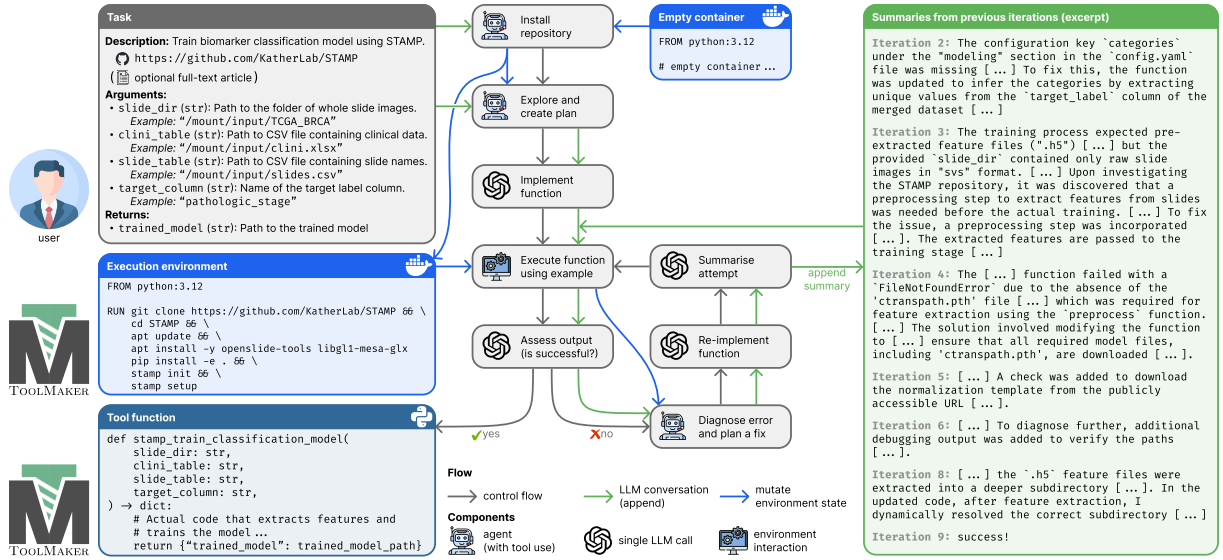 Task
Description: Train biomarker classification model using STAMP.
https://github.com/KatherLab/STAMP
( optional full-text article )
Arguments:
• slide_dir (str): Path to the folder of whole slide images.
Example: “/mount/input/TCGA_BRCA”
• clini_table (str): Path to CSV file containing clinical data.
Example: “/mount/input/clini.xlsx”
• slide_table (str): Path to CSV file containing slide names.
Example: “/mount/input/slides.csv”
• target_column (str): Name of the target label column.
Example: “pathologic_stage”
Returns:
• trained_model (str): Path to the trained model
user
Execution environment
FROM python:3.12
RUN git clone https://github.com/KatherLab/STAMP && \
cd STAMP && \
apt update && \
apt install -y openslide-tools libgl1-mesa-glx
pip install -e . && \
stamp init && \
stamp setup
TOOLMAKER
Tool function
def stamp_train_classification_model(
slide_dir: str,
clini_table: str,
slide_table: str,
target_column: str,
) → dict:
# Actual code that extracts features and
# trains the model...
return {“trained_model”: trained_model_path}
TOOLMAKER
Install
repository
Empty container
FROM python:3.12
# empty container...
Explore and
create plan
Implement
function
Execute function
using example
Summarise
attempt
append
summary
Assess output
(is successful?)
Re-implement
function
yes
no
Diagnose error
and plan a fix
Flow
control flow
LLM conversation
(append)
mutate
environment state
Components
agent
(with tool use)
single LLM call
environment
interaction
Summaries from previous iterations (excerpt)
Iteration 2: The configuration key `categories`
under the "modeling" section in the `config.yaml`
file was missing [...] To fix this, the function
was updated to infer the categories by extracting
unique values from the `target_label` column of the
merged dataset [...]
Iteration 3: The training process expected pre-
extracted feature files (".h5") [...] but the
provided `slide_dir` contained only raw slide
images in "svs" format. [...] Upon investigating
the STAMP repository, it was discovered that a
preprocessing step to extract features from slides
was needed before the actual training. [...] To fix
the issue, a preprocessing step was incorporated
[...]. The extracted features are passed to the
training stage [...]
Iteration 4: The [...] function failed with a
`FileNotFoundError` due to the absence of the
'ctranspath.pth' file [...] which was required for
feature extraction using the `preprocess` function.
[...] The solution involved modifying the function
to [...] ensure that all required model files,
including 'ctranspath.pth', are downloaded [...].
Iteration 5: [...] A check was added to download
the normalization template from the publicly
accessible URL [...].
Iteration 6: [...] To diagnose further, additional
debugging output was added to verify the paths
[...].
Iteration 8: [...] the `.h5` feature files were
extracted into a deeper subdirectory [...]. In the
updated code, after feature extraction, I
dynamically resolved the correct subdirectory [...]
Iteration 9: success!